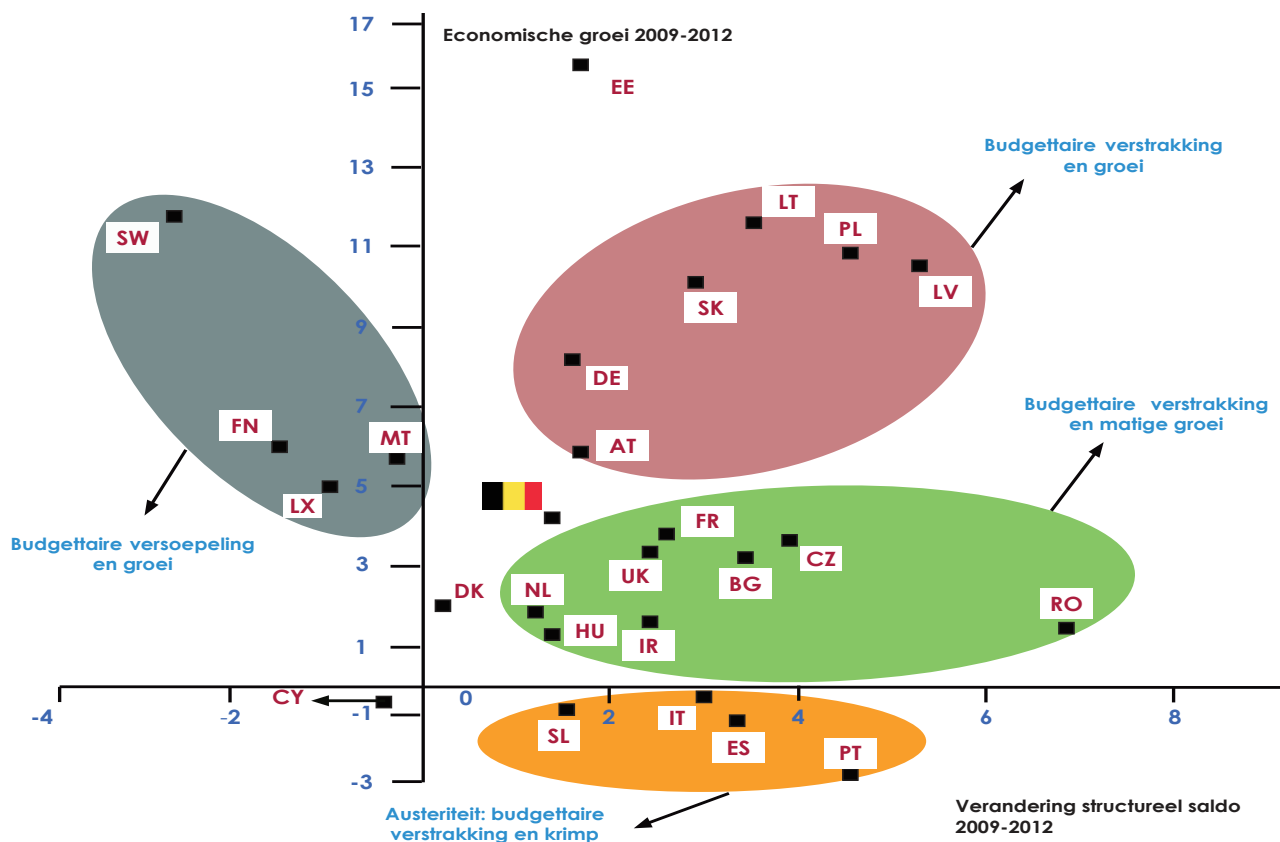 17
Economische groei 2009-2012
EE
15
Budgettaire verstrakking
en groei
13
LT
PL
SW
11
LV
SK
9
DE
7
FN
MT
AT
Budgettaire verstrakking
en matige groei
5
LX
FR
Budgettaire versoepeling
en groei
3
UK
BG
CZ
DK
NL
RO
HU
IR
1
CY
0
-4
-2
-1
2
4
6
8
IT
SL
ES
PT
-3
Austeriteit: budgettaire
verstrakking en krimp
Verandering structureel saldo
2009-2012